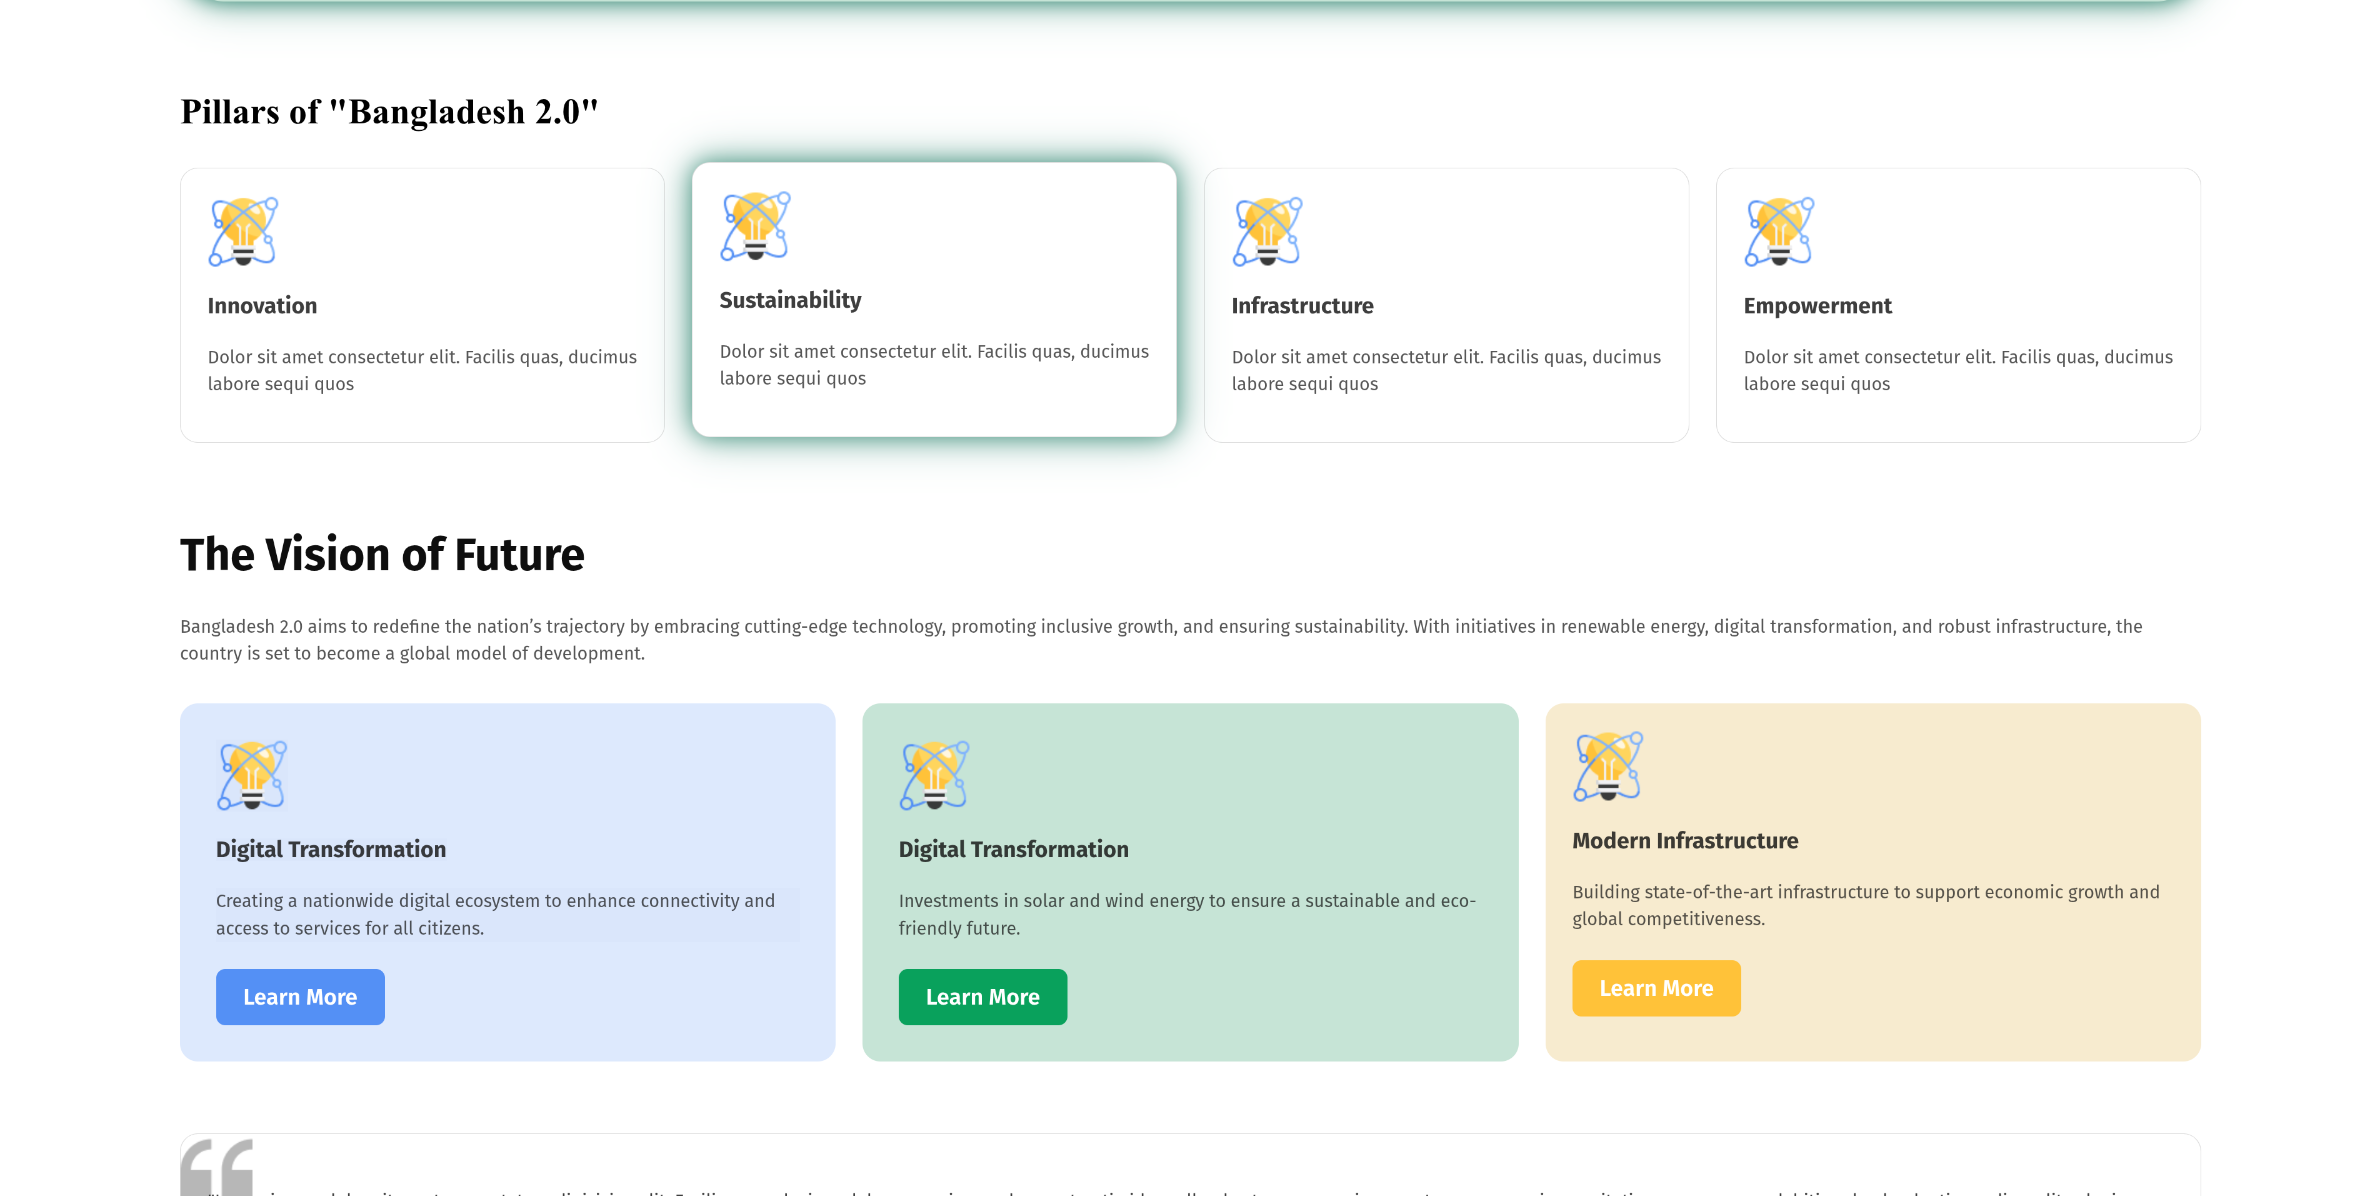 Pillars of "Bangladesh 2.0"
Innovation
Dolor sit amet consectetur elit. Facilis quas, ducimus
labore sequi quos
Sustainability
Dolor sit amet consectetur elit. Facilis quas, ducimus
labore sequi quos
Infrastructure
Dolor sit amet consectetur elit. Facilis quas, ducimus
labore sequi quos
Empowerment
Dolor sit amet consectetur elit. Facilis quas, ducimus
labore sequi quos
The Vision of Future
Bangladesh 2.0 aims to redefine the nation’s trajectory by embracing cutting-edge technology, promoting inclusive growth, and ensuring sustainability. With initiatives in renewable energy, digital transformation, and robust infrastructure, the
country is set to become a global model of development.
Digital Transformation
Creating a nationwide digital ecosystem to enhance connectivity and
access to services for all citizens.
Learn More
Digital Transformation
Investments in solar and wind energy to ensure a sustainable and eco-
friendly future.
Learn More
Modern Infrastructure
Building state-of-the-art infrastructure to support economic growth and
global competitiveness.
Learn More